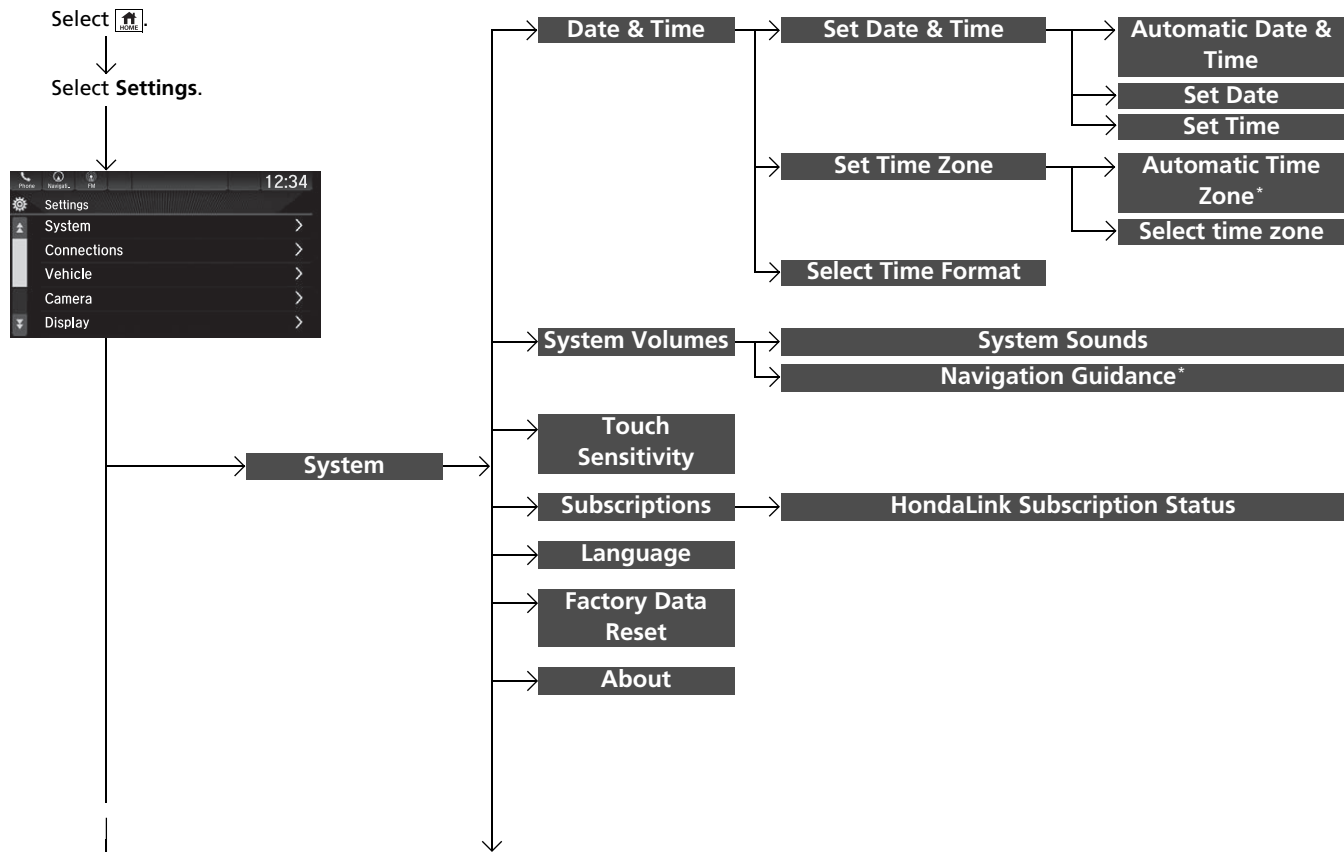 Select HOME.
Select Settings.
Phone Navigati.. FM 12:34
Settings
System
Connections
Vehicle
Camera
Display
System
Date & Time
Set Date & Time
Automatic Date &
Time
Set Date
Set Time
Set Time Zone
Automatic Time
Zone*
Select time zone
Select Time Format
System Volumes
System Sounds
Navigation Guidance*
Touch
Sensitivity
Subscriptions
HondaLink Subscription Status
Language
Factory Data
Reset
About